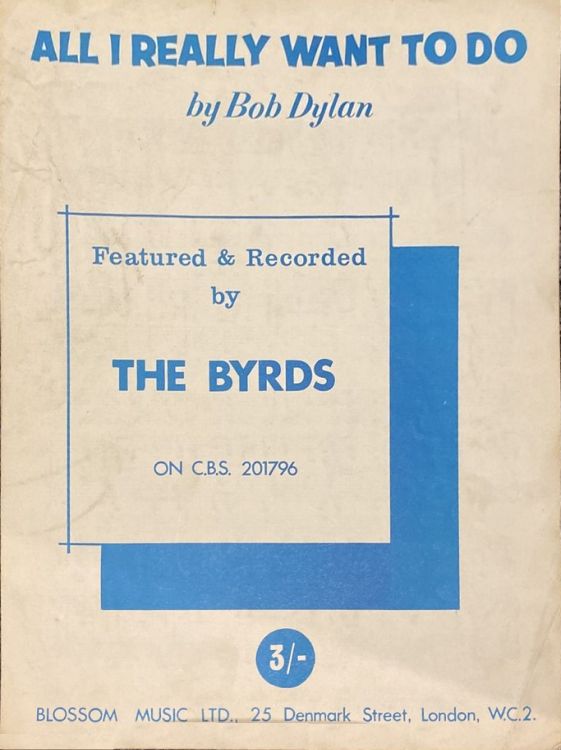 ALL I REALLY WANT TO DO
by Bob Dylan
Featured & Recorded
by
THE BYRDS
ON C.B.S. 201796
3/-
BLOSSOM MUSIC LTD., 25 Denmark Street, London, W.C.2.